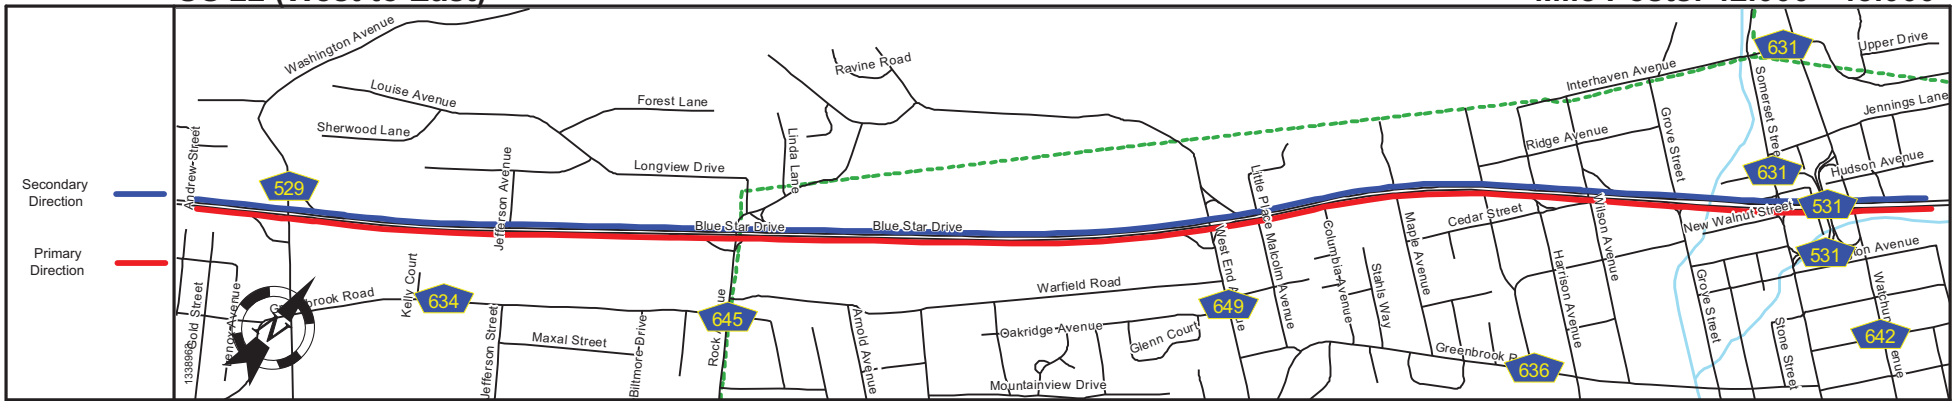 Washington Avenue
Louise Avenue
Sherwood Lane
Forest Lane
Ravine Road
Linda Lane
Longview Drive
Andrew Street
Jefferson Avenue
529
Secondary
Direction
Primary
Direction
Blue Star Drive
Blue Star Drive
Interhaven Avenue
631
Upper Drive
Somerset Street
Jennings Lane
Ridge Avenue
Grove Street
Hudson Avenue
631
531
531
New Walnut Street
Little Place
Malcolm Avenue
West End
Columbia Avenue
Maple Avenue
Cedar Street
Wilson Avenue
Harrison Avenue
Stahls Way
Grove Street
Stone Street
642
Kelly Court
634
645
Warfield Road
649
Oakridge Avenue
Glenn Court
Greenbrook
636
Gold Street
Lenox Avenue
brook Road
N
Jefferson Street
Maxal Street
Biltmore Drive
Rock
Arnold Avenue
Mountainview Drive